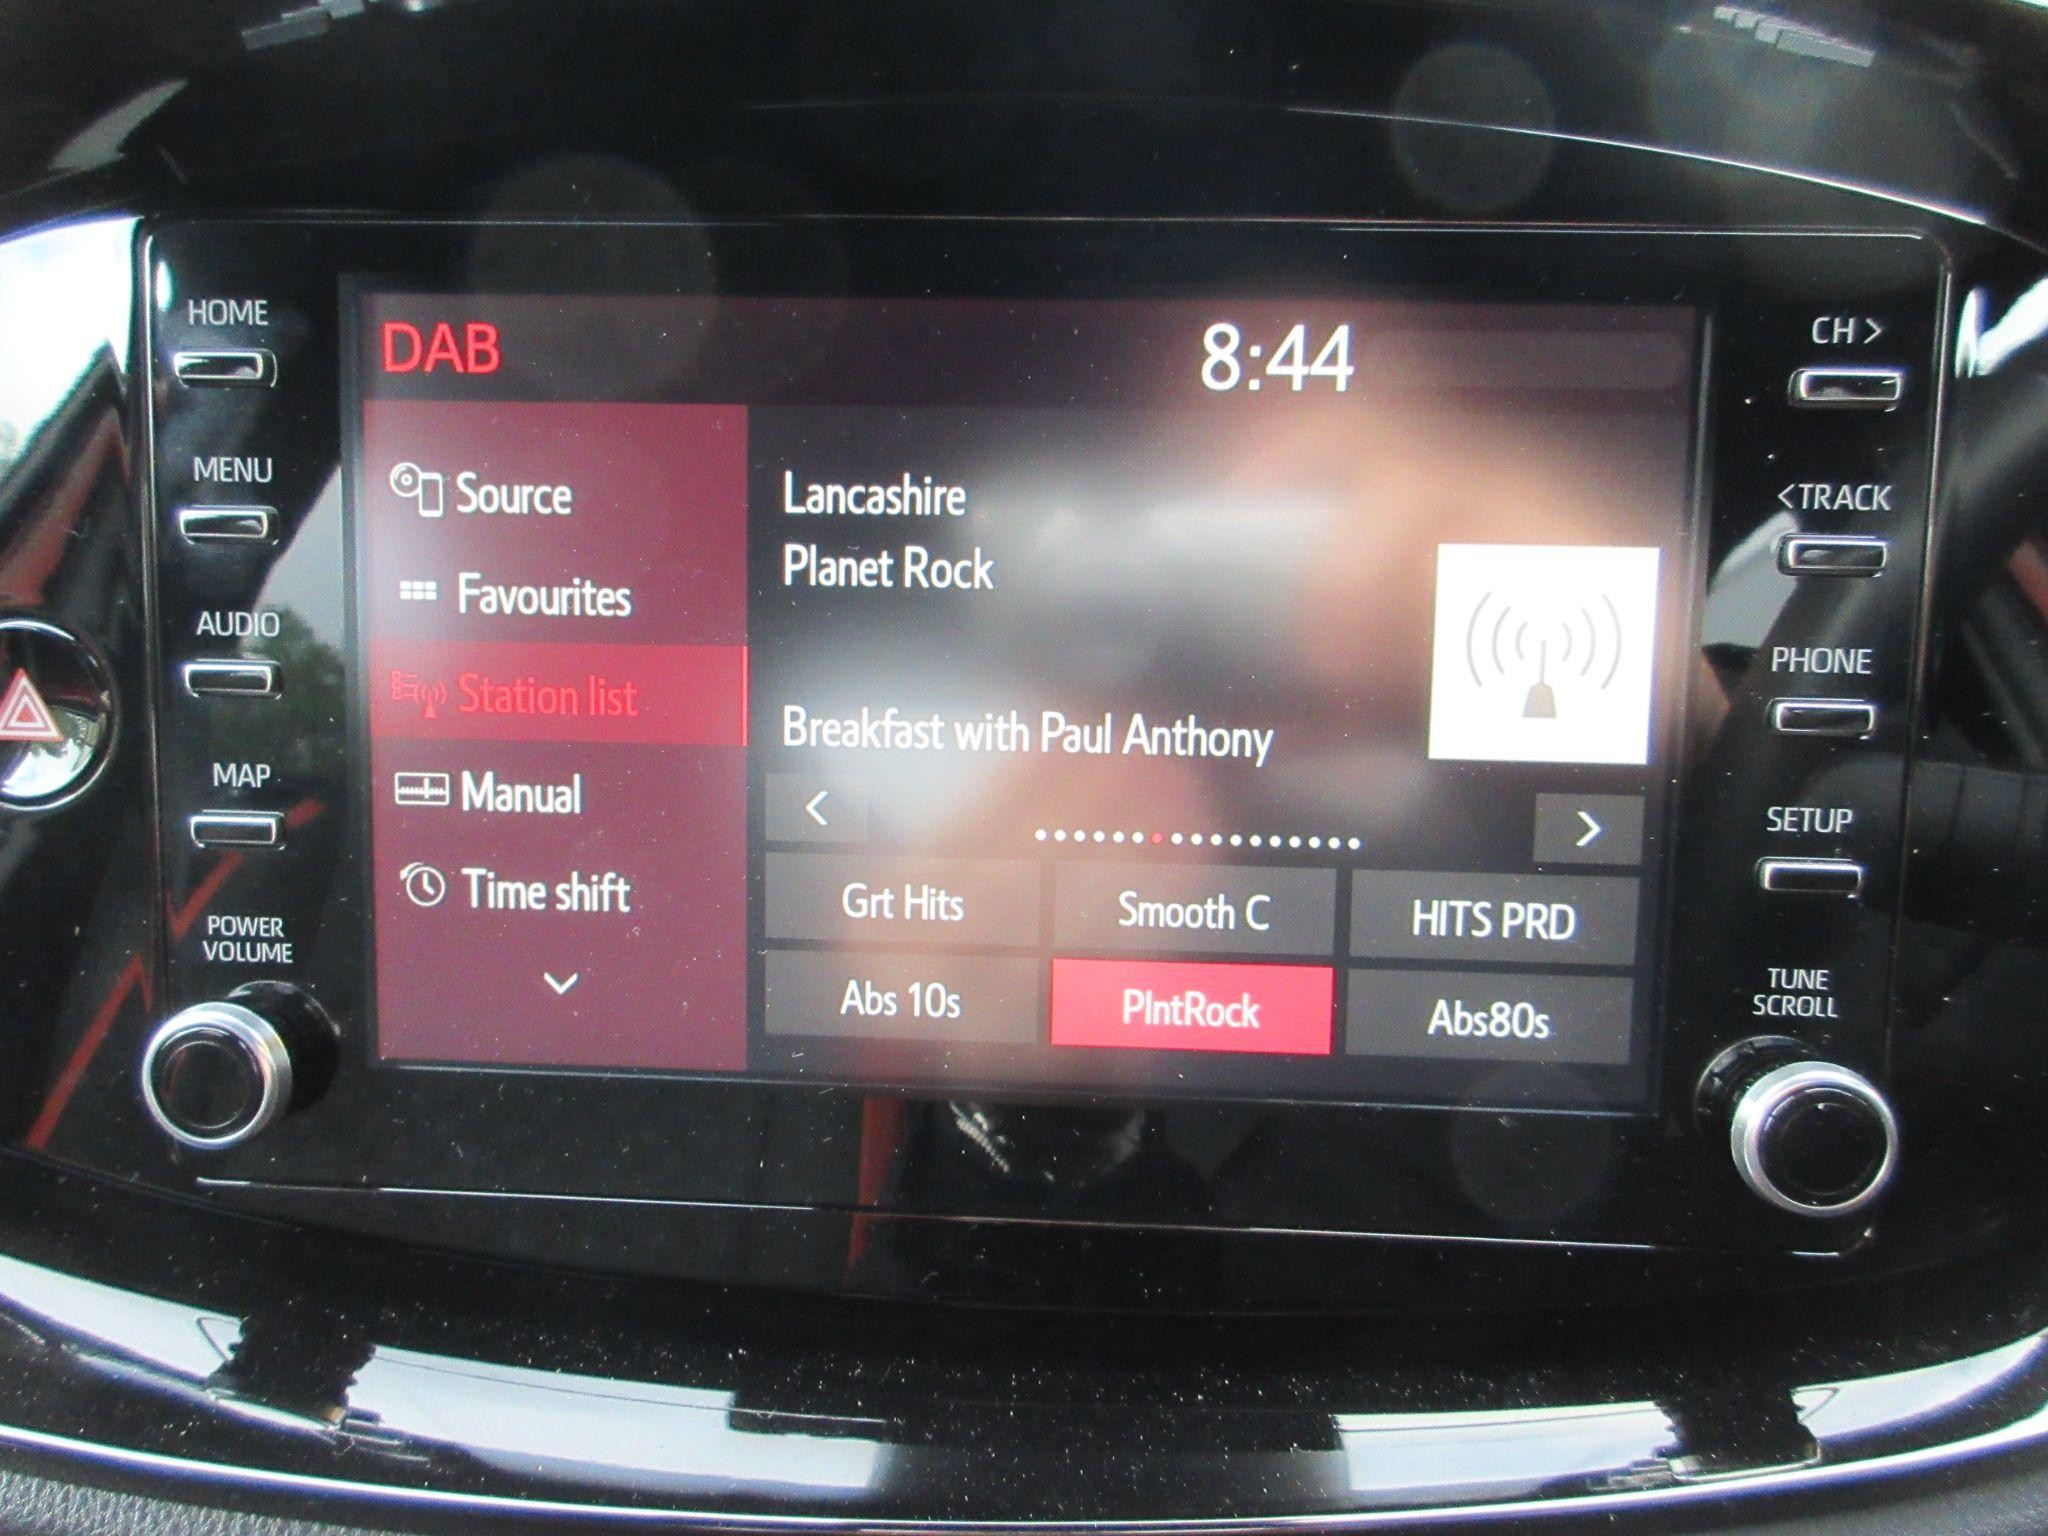 HOME
MENU
AUDIO
MAP
POWER
VOLUME
DAB
8:44
Source
Favourites
Station list
Manual
Time shift
Lancashire
Planet Rock
Breakfast with Paul Anthony
<
>
Grt Hits
Smooth C
HITS PRD
Abs 10s
PlntRock
Abs80s
CH >
< TRACK
PHONE
SETUP
TUNE
SCROLL